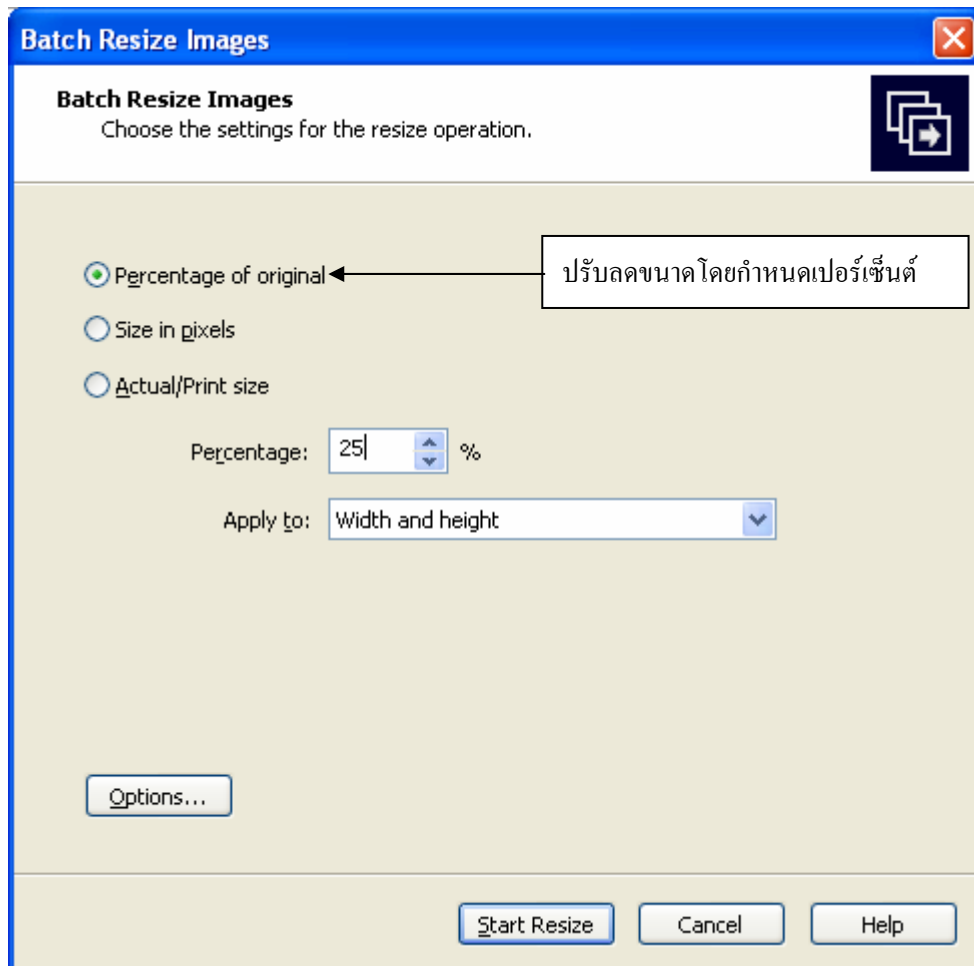 Batch Resize Images
Batch Resize Images
Choose the settings for the resize operation.
Percentage of original
ปรับลดขนาดโดยกำหนดเปอร์เซ็นต์
Size in pixels
Actual/Print size
Percentage: 25 %
Apply to: Width and height
Options...
Start Resize Cancel Help